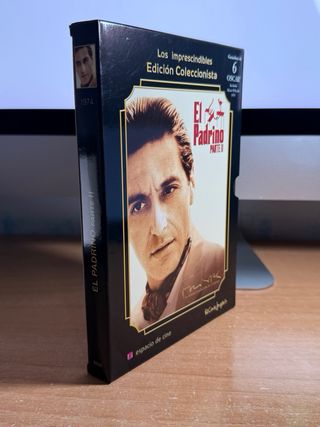 Los imprescindibles
Edición Coleccionista
Ganadora de
6
OSCAR
El
Padrino
PARTE II
espacio de cine
El Corte Inglés
1974
EL PADRINO PARTE II